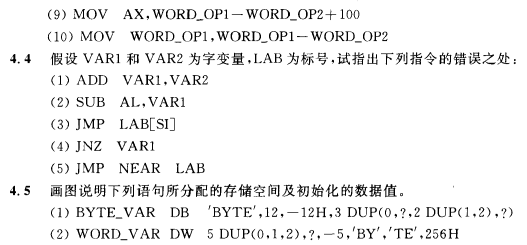 (9) MOV AX,WORD_OP1－WORD_OP2＋100
(10) MOV WORD_OP1,WORD_OP1－WORD_OP2
4.4 假设 VAR1 和 VAR2 为字变量,LAB 为标号,试指出下列指令的错误之处:
(1) ADD VAR1,VAR2
(2) SUB AL,VAR1
(3) JMP LAB[SI]
(4) JNZ VAR1
(5) JMP NEAR LAB
4.5 画图说明下列语句所分配的存储空间及初始化的数据值。
(1) BYTE_VAR DB 'BYTE',12,－12H,3 DUP(0,?,2 DUP(1,2),?)
(2) WORD_VAR DW 5 DUP(0,1,2),?,－5,'BY','TE',256H